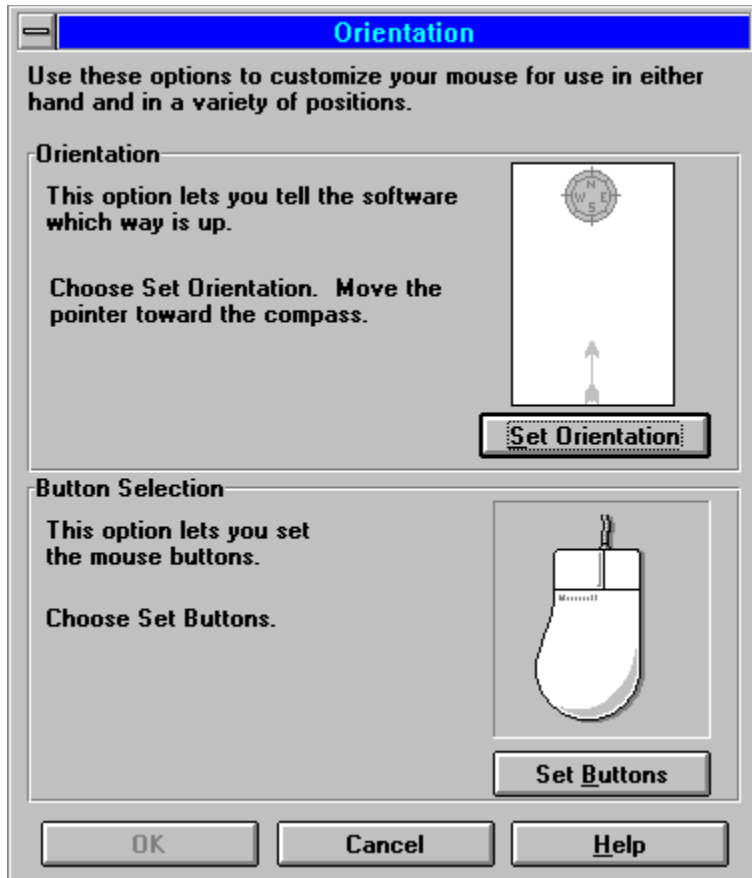 Orientation
Use these options to customize your mouse for use in either
hand and in a variety of positions.
Orientation
This option lets you tell the software
which way is up.
Choose Set Orientation. Move the
pointer toward the compass.
N
W E
S
Set Orientation
Button Selection
This option lets you set
the mouse buttons.
Choose Set Buttons.
Microsoft
Set Buttons
OK
Cancel
Help